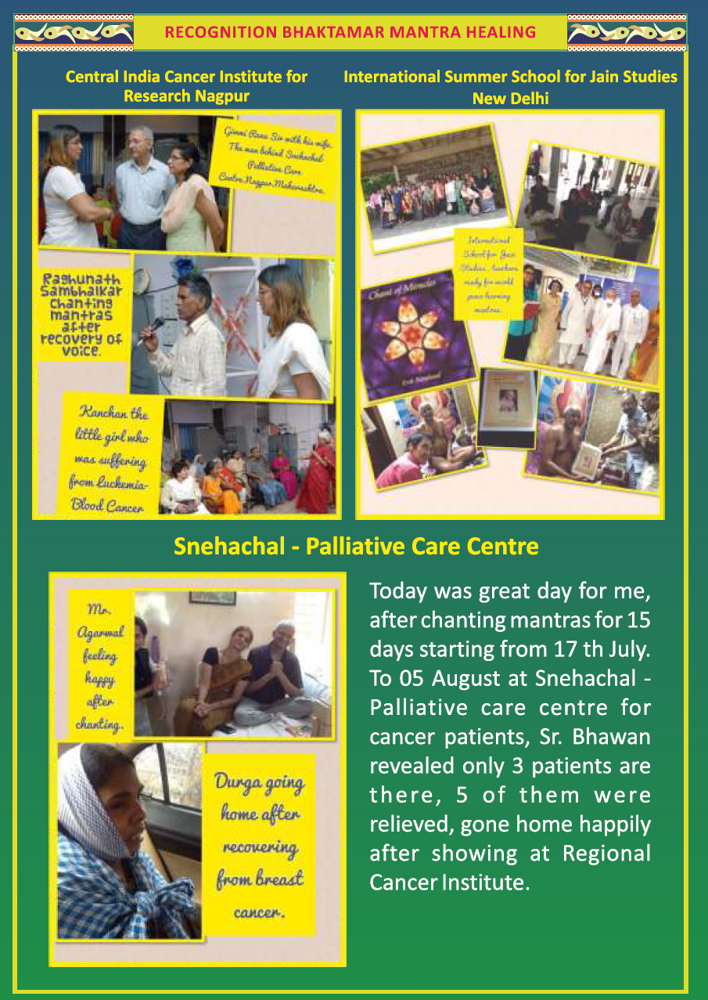 RECOGNITION BHAKTAMAR MANTRA HEALING
Central India Cancer Institute for
Research Nagpur
Gimmi Rana Sir with his wife.
The man behind Snehachal
Palliative Care
Centre, Nagpur, Maharashtra.
Raghunath
Sambhalkar
chanting
mantras
after
recovery of
voice.
Kanchan the
little girl who
was suffering
from Luckemia-
Blood Cancer
International Summer School for Jain Studies
New Delhi
International
School for Jain
Studies, teachers
ready for world
peace learning
mantras.
Chant of Miracles
Snehachal - Palliative Care Centre
Mr.
Agarwal
feeling
happy
after
chanting.
Durga going
home after
recovering
from breast
cancer.
Today was great day for me,
after chanting mantras for 15
days starting from 17 th July.
To 05 August at Snehachal -
Palliative care centre for
cancer patients, Sr. Bhawan
revealed only 3 patients are
there, 5 of them were
relieved, gone home happily
after showing at Regional
Cancer Institute.